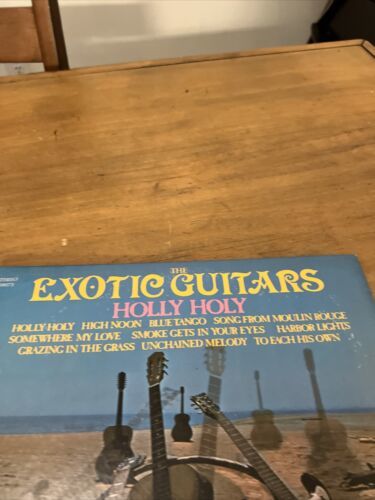 STEREO
THE
EXOTIC GUITARS
HOLLY HOLY
HOLLY-HOLY HIGH NOON BLUE TANGO SONG FROM MOULIN ROUGE
SOMEWHERE MY LOVE SMOKE GETS IN YOUR EYES HARBOR LIGHTS
GRAZING IN THE GRASS UNCHAINED MELODY TO EACH HIS OWN